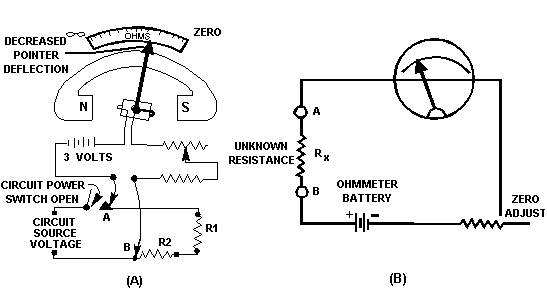 ∞ OHMS ZERO
DECREASED
POINTER
DEFLECTION
N S
3 VOLTS
CIRCUIT POWER
SWITCH OPEN
A
CIRCUIT
SOURCE
VOLTAGE
B
R2
R1
(A)
A
UNKNOWN
RESISTANCE
Rx
B
OHMMETER
BATTERY
+ −
ZERO
ADJUST
(B)